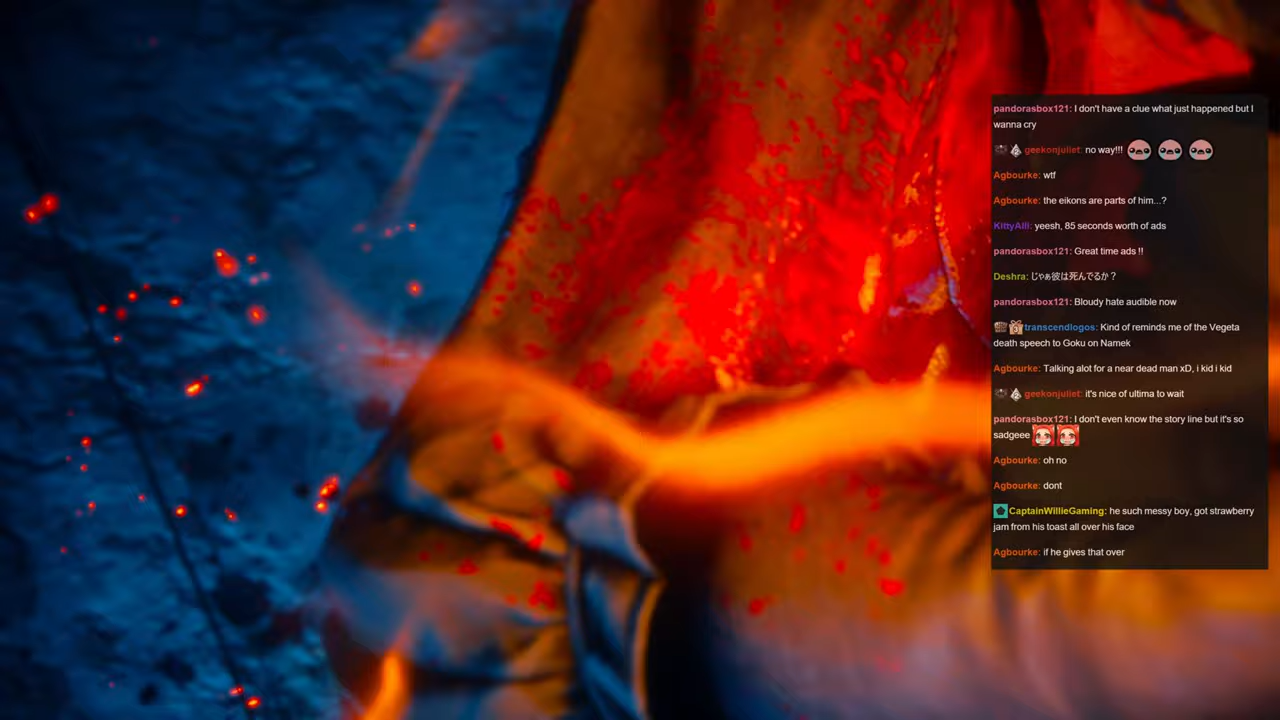 pandorasbox121: I don't have a clue what just happened but I
wanna cry
geekonjuliet: no way!!!
Agbourke: wtf
Agbourke: the eikons are parts of him...?
KittyAlfi: yeesh, 85 seconds worth of ads
pandorasbox121: Great time ads !!
Deshra: じゃぁ彼は死んでるか？
pandorasbox121: Bloudy hate audible now
transcendlogos: Kind of reminds me of the Vegeta
death speech to Goku on Namek
Agbourke: Talking alot for a near dead man xD, i kid i kid
geekonjuliet: it's nice of ultima to wait
pandorasbox121: I don't even know the story line but it's so
sadgeee
Agbourke: oh no
Agbourke: dont
CaptainWillieGaming: he such messy boy, got strawberry
jam from his toast all over his face
Agbourke: if he gives that over